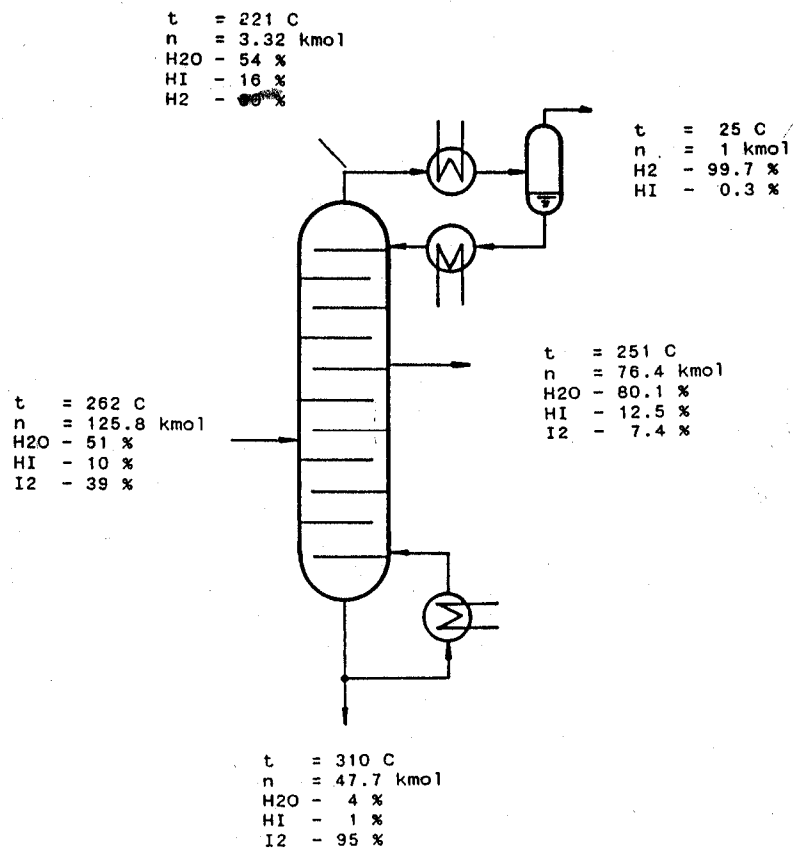 t = 221 C
n = 3.32 kmol
H2O - 54 %
HI - 16 %
H2 - %
t = 25 C
n = 1 kmol
H2 - 99.7 %
HI - 0.3 %
t = 251 C
n = 76.4 kmol
H2O - 80.1 %
HI - 12.5 %
I2 - 7.4 %
t = 262 C
n = 125.8 kmol
H2O - 51 %
HI - 10 %
I2 - 39 %
t = 310 C
n = 47.7 kmol
H2O - 4 %
HI - 1 %
I2 - 95 %